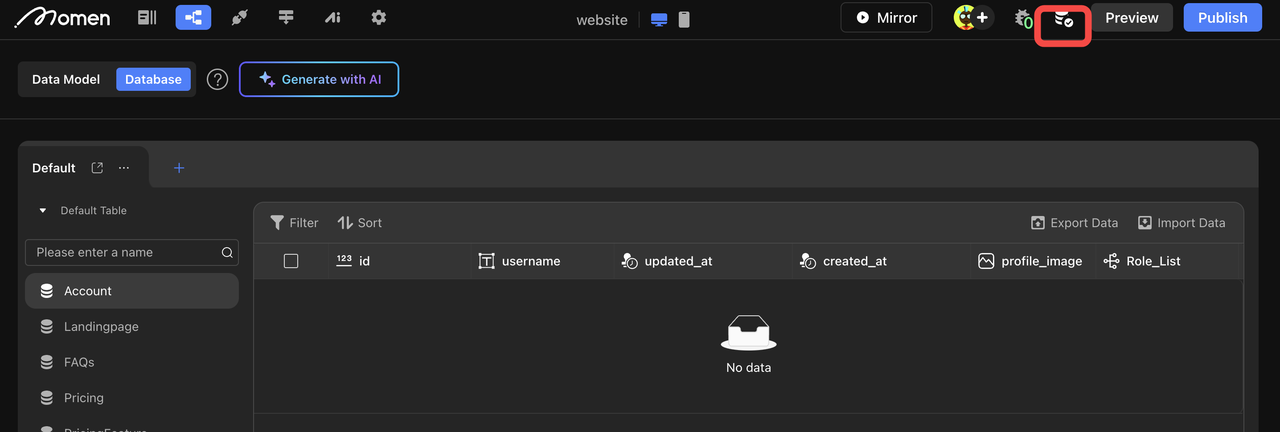 Momen
website
Mirror
0
Preview
Publish
Data Model
Database
?
Generate with AI
Default
...
+
Default Table
Filter
Sort
Export Data
Import Data
Please enter a name
123 id
T username
updated_at
created_at
profile_image
Role_List
Account
Landingpage
FAQs
Pricing
PricingFeature
No data